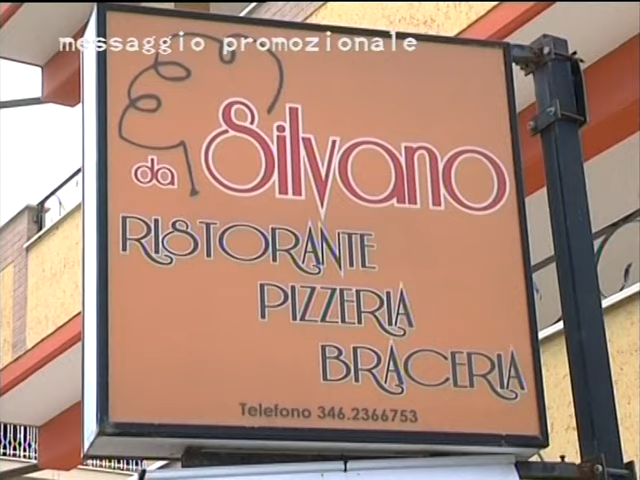 messaggio promozionale
da Silvano
RISTORANTE
PIZZERIA
BRACERIA
Telefono 346.2366753